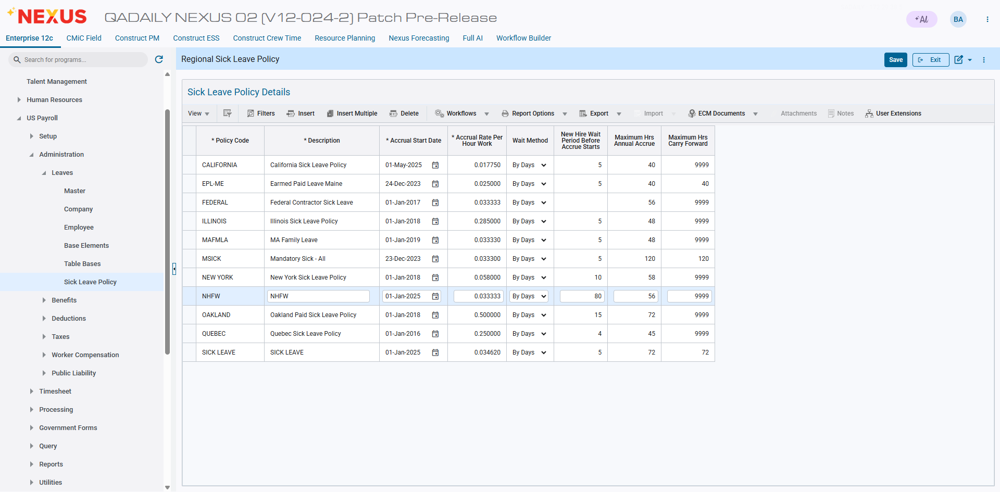 NEXUS
QADAILY NEXUS 02 (V12-024-2) Patch Pre-Release
AI
BA
Enterprise 12c CMiC Field Construct PM Construct ESS Construct Crew Time Resource Planning Nexus Forecasting Full AI Workflow Builder
Search for programs...
Talent Management
Human Resources
US Payroll
Setup
Administration
Leaves
Master
Company
Employee
Base Elements
Table Bases
Sick Leave Policy
Benefits
Deductions
Taxes
Worker Compensation
Public Liability
Timesheet
Processing
Government Forms
Query
Reports
Utilities
Regional Sick Leave Policy
Save Exit
Sick Leave Policy Details
View Filters Insert Insert Multiple Delete Workflows Report Options Export Import ECM Documents Attachments Notes User Extensions
* Policy Code * Description * Accrual Start Date * Accrual Rate Per Hour Work Wait Method New Hire Wait Period Before Accrue Starts Maximum Hrs Annual Accrue Maximum Hrs Carry Forward
CALIFORNIA California Sick Leave Policy 01-May-2025 0.017750 By Days 5 40 9999
EPL-ME Earmed Paid Leave Maine 24-Dec-2023 0.025000 By Days 5 40 40
FEDERAL Federal Contractor Sick Leave 01-Jan-2017 0.033333 By Days 56 9999
ILLINOIS Illinois Sick Leave Policy 01-Jan-2018 0.285000 By Days 5 48 9999
MAFMLA MA Family Leave 01-Jan-2019 0.033330 By Days 5 48 9999
MSICK Mandatory Sick - All 23-Dec-2023 0.033300 By Days 5 120 120
NEW YORK New York Sick Leave Policy 01-Jan-2018 0.058000 By Days 10 58 9999
NHFW NHFW 01-Jan-2025 0.033333 By Days 80 56 9999
OAKLAND Oakland Paid Sick Leave Policy 01-Jan-2018 0.500000 By Days 15 72 9999
QUEBEC Quebec Sick Leave Policy 01-Jan-2016 0.250000 By Days 4 45 9999
SICK LEAVE SICK LEAVE 01-Jan-2025 0.034620 By Days 5 72 72